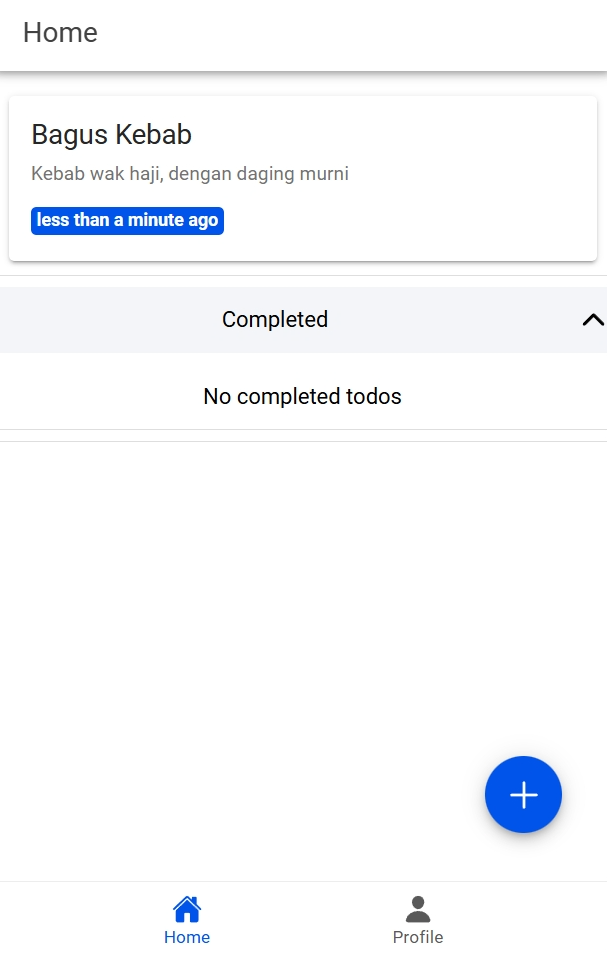 Home
Bagus Kebab
Kebab wak haji, dengan daging murni
less than a minute ago
Completed
No completed todos
Home
Profile